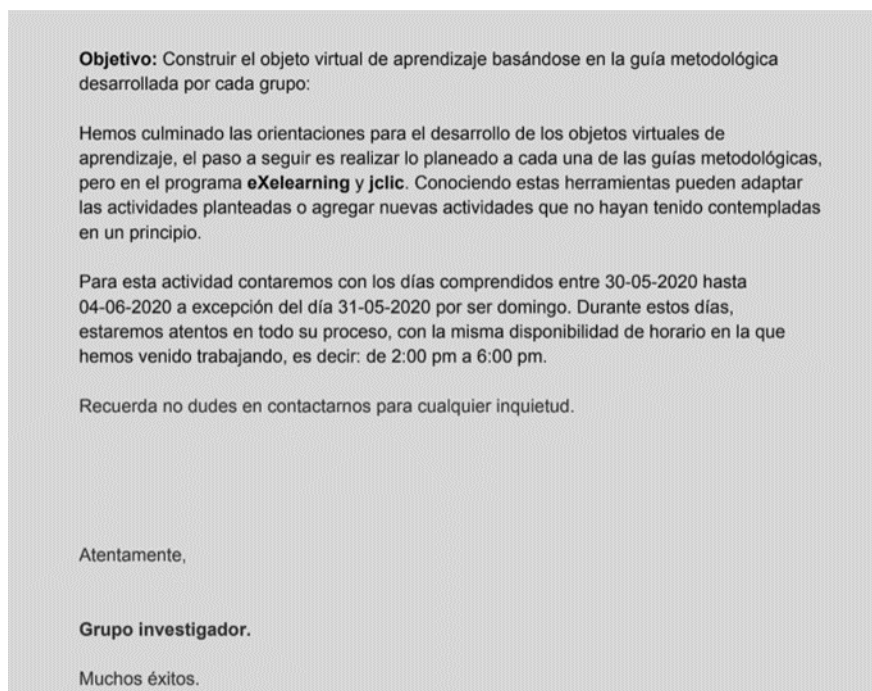 Objetivo: Construir el objeto virtual de aprendizaje basándose en la guía metodológica
desarrollada por cada grupo:
Hemos culminado las orientaciones para el desarrollo de los objetos virtuales de
aprendizaje, el paso a seguir es realizar lo planeado a cada una de las guías metodológicas,
pero en el programa eXelearning y jclic. Conociendo estas herramientas pueden adaptar
las actividades planteadas o agregar nuevas actividades que no hayan tenido contempladas
en un principio.
Para esta actividad contaremos con los días comprendidos entre 30-05-2020 hasta
04-06-2020 a excepción del día 31-05-2020 por ser domingo. Durante estos días,
estaremos atentos en todo su proceso, con la misma disponibilidad de horario en la que
hemos venido trabajando, es decir: de 2:00 pm a 6:00 pm.
Recuerda no dudes en contactarnos para cualquier inquietud.
Atentamente,
Grupo investigador.
Muchos éxitos.